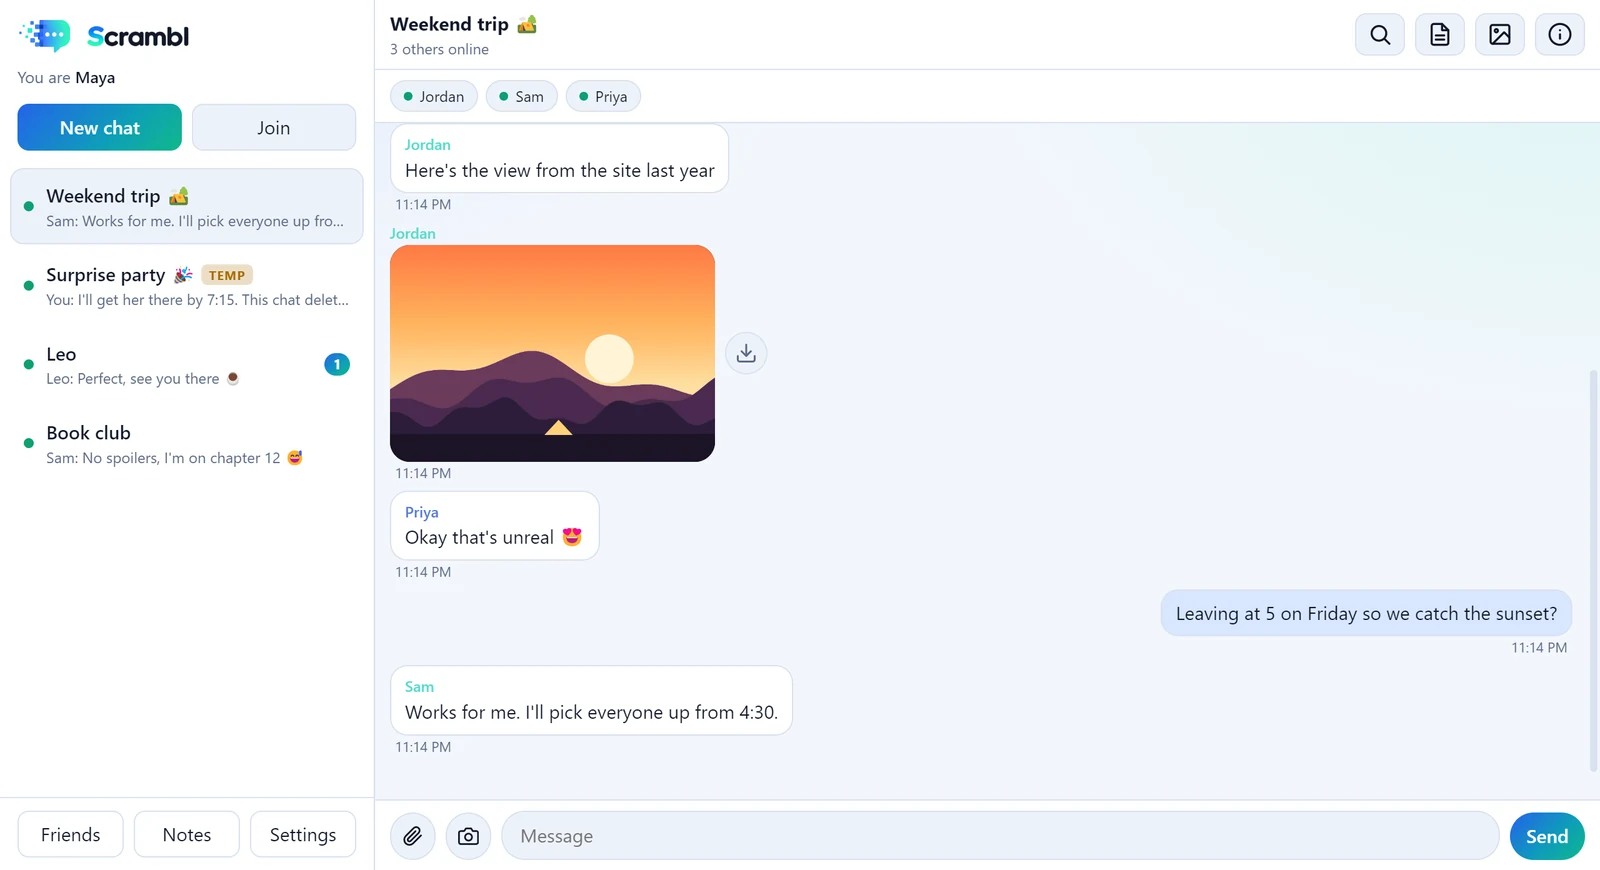 Scrambl
You are Maya
New chat
Join
Weekend trip 🏕️
Sam: Works for me. I'll pick everyone up fro...
Surprise party 🎉 TEMP
You: I'll get her there by 7:15. This chat delet...
Leo
1
Leo: Perfect, see you there ☕
Book club
Sam: No spoilers, I'm on chapter 12 😅
Friends
Notes
Settings
Weekend trip 🏕️
3 others online
Jordan
Sam
Priya
Jordan
Here's the view from the site last year
11:14 PM
Jordan
11:14 PM
Priya
Okay that's unreal 😍
11:14 PM
Leaving at 5 on Friday so we catch the sunset?
11:14 PM
Sam
Works for me. I'll pick everyone up from 4:30.
11:14 PM
Message
Send